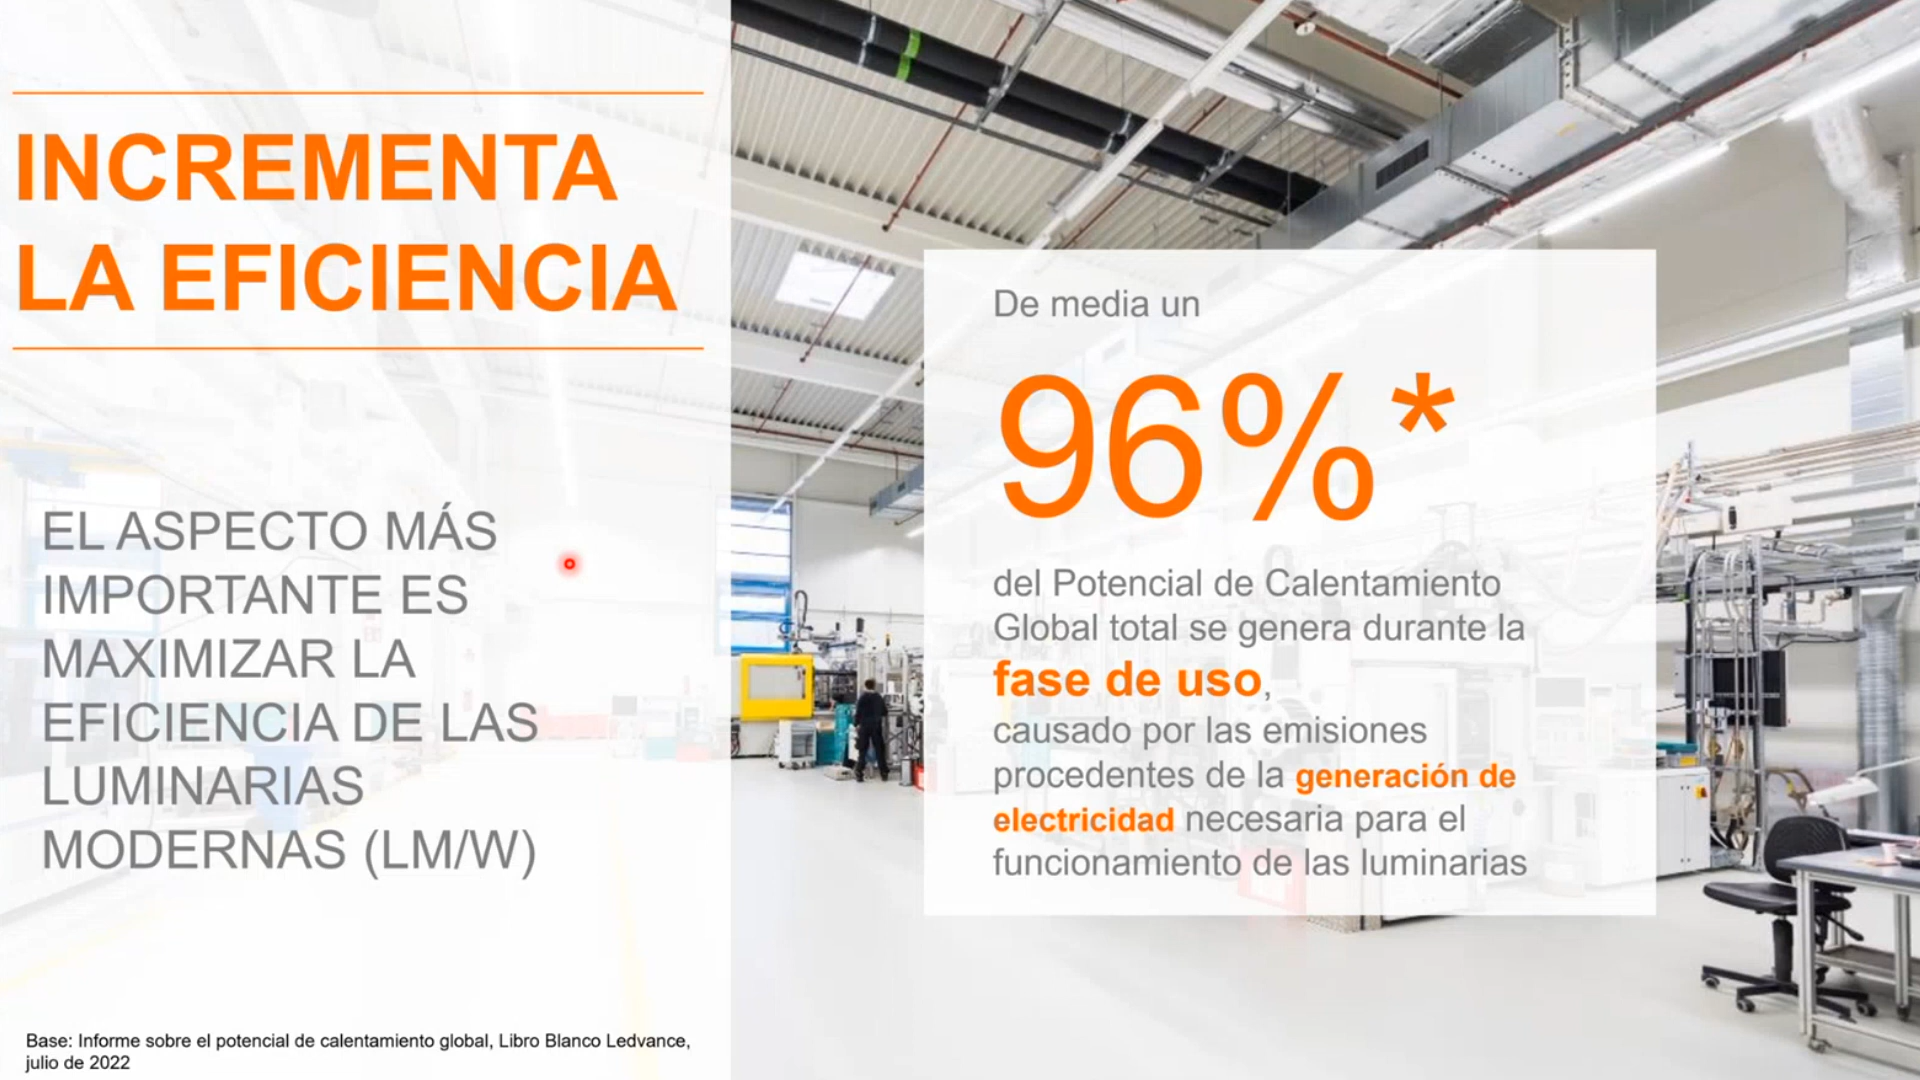 INCREMENTA
LA EFICIENCIA
EL ASPECTO MÁS
IMPORTANTE ES
MAXIMIZAR LA
EFICIENCIA DE LAS
LUMINARIAS
MODERNAS (LM/W)
Base: Informe sobre el potencial de calentamiento global, Libro Blanco Ledvance,
julio de 2022
De media un
96%*
del Potencial de Calentamiento
Global total se genera durante la
fase de uso,
causado por las emisiones
procedentes de la generación de
electricidad necesaria para el
funcionamiento de las luminarias